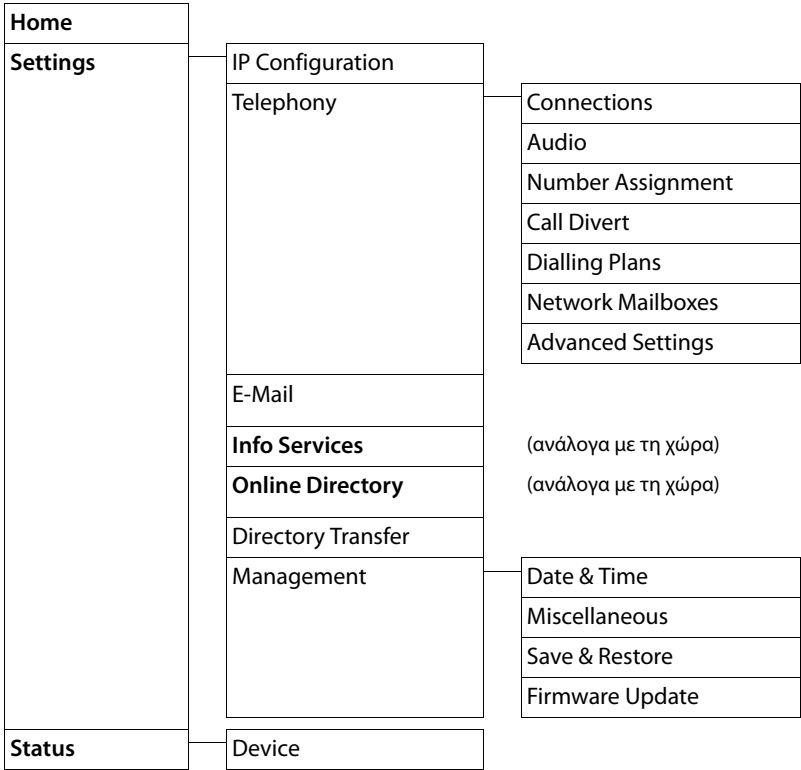 Home
Settings
IP Configuration
Telephony
Connections
Audio
Number Assignment
Call Divert
Dialling Plans
Network Mailboxes
Advanced Settings
E-Mail
Info Services (ανάλογα με τη χώρα)
Online Directory (ανάλογα με τη χώρα)
Directory Transfer
Management
Date & Time
Miscellaneous
Save & Restore
Firmware Update
Status
Device